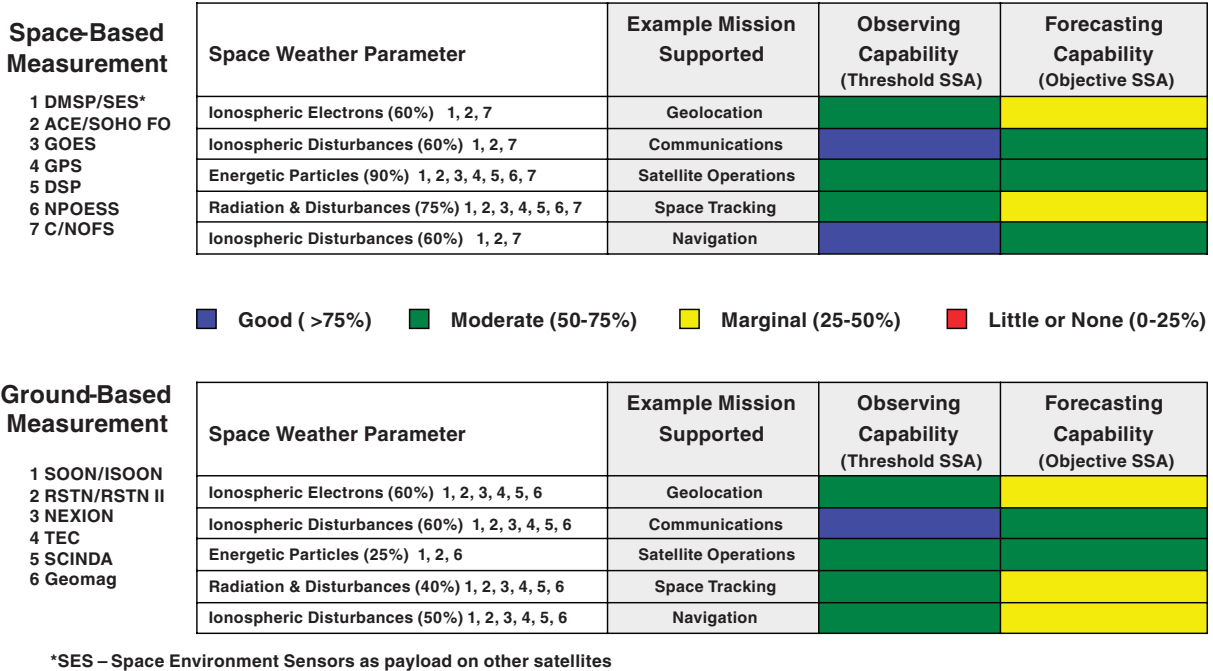 Space-Based
Measurement
1 DMSP/SES*
2 ACE/SOHO FO
3 GOES
4 GPS
5 DSP
6 NPOESS
7 C/NOFS
Space Weather Parameter
Example Mission
Supported
Observing
Capability
(Threshold SSA)
Forecasting
Capability
(Objective SSA)
Ionospheric Electrons (60%) 1, 2, 7 Geolocation
Ionospheric Disturbances (60%) 1, 2, 7 Communications
Energetic Particles (90%) 1, 2, 3, 4, 5, 6, 7 Satellite Operations
Radiation & Disturbances (75%) 1, 2, 3, 4, 5, 6, 7 Space Tracking
Ionospheric Disturbances (60%) 1, 2, 7 Navigation
Good ( >75%) Moderate (50-75%) Marginal (25-50%) Little or None (0-25%)
Ground-Based
Measurement
1 SOON/ISOON
2 RSTN/RSTN II
3 NEXION
4 TEC
5 SCINDA
6 Geomag
Space Weather Parameter
Example Mission
Supported
Observing
Capability
(Threshold SSA)
Forecasting
Capability
(Objective SSA)
Ionospheric Electrons (60%) 1, 2, 3, 4, 5, 6 Geolocation
Ionospheric Disturbances (60%) 1, 2, 3, 4, 5, 6 Communications
Energetic Particles (25%) 1, 2, 6 Satellite Operations
Radiation & Disturbances (40%) 1, 2, 3, 4, 5, 6 Space Tracking
Ionospheric Disturbances (50%) 1, 2, 3, 4, 5, 6 Navigation
*SES – Space Environment Sensors as payload on other satellites